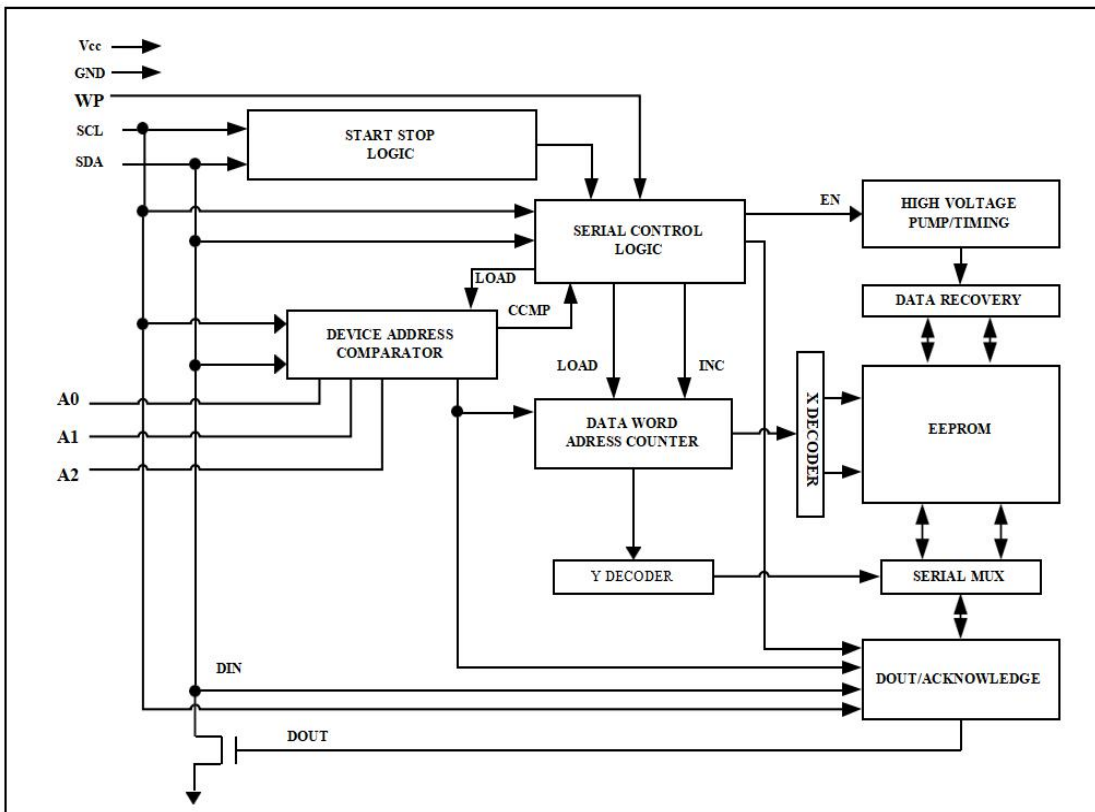 Vcc
GND
WP
SCL
SDA
START STOP
LOGIC
EN
HIGH VOLTAGE
PUMP/TIMING
SERIAL CONTROL
LOGIC
LOAD
CCMP
DATA RECOVERY
DEVICE ADDRESS
COMPARATOR
LOAD
INC
A0
A1
A2
DATA WORD
ADRESS COUNTER
X DECODER
EEPROM
Y DECODER
SERIAL MUX
DIN
DOUT/ACKNOWLEDGE
DOUT